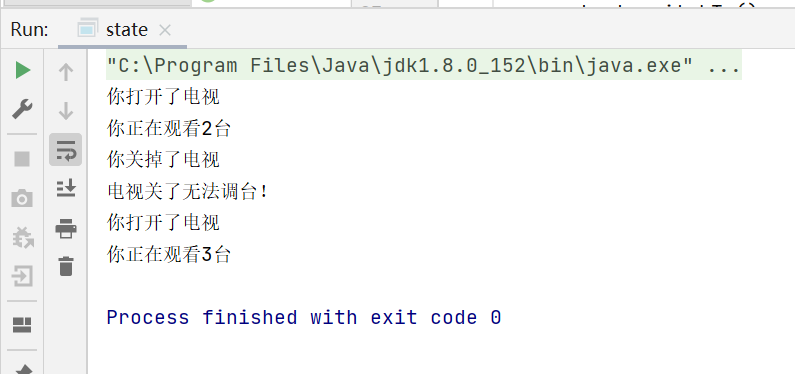 Run:
state
"C:\Program Files\Java\jdk1.8.0_152\bin\java.exe" ...
你打开了电视
你正在观看2台
你关掉了电视
电视关了无法调台!
你打开了电视
你正在观看3台
Process finished with exit code 0